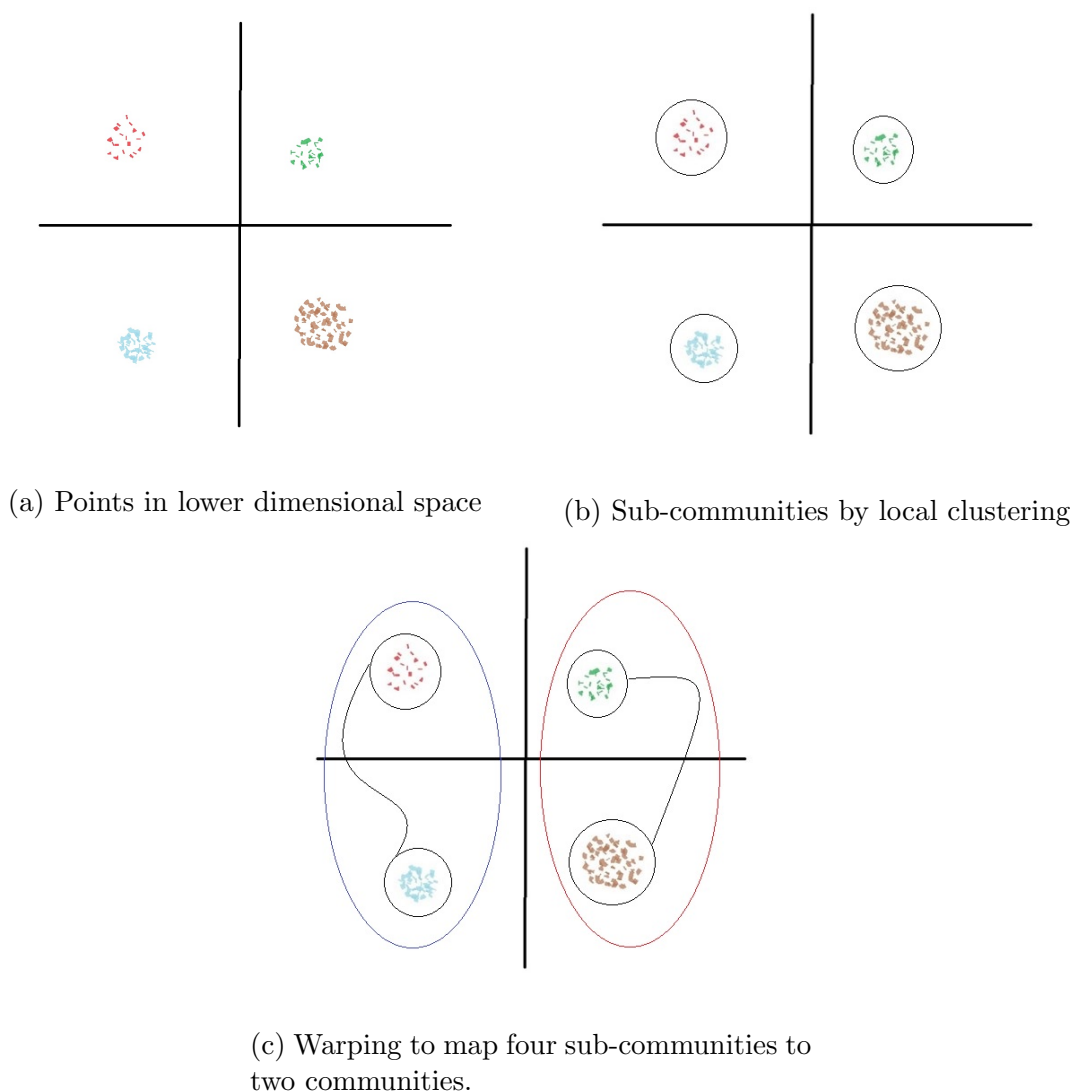 (a) Points in lower dimensional space
(b) Sub-communities by local clustering
(c) Warping to map four sub-communities to
two communities.